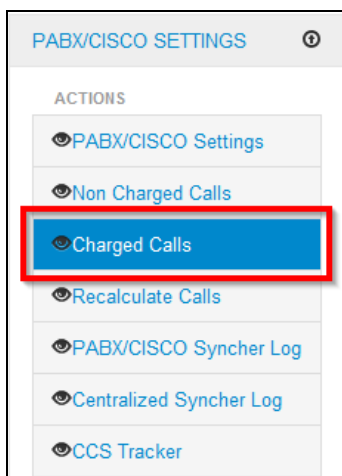 PABX/CISCO SETTINGS
ACTIONS
PABX/CISCO Settings
Non Charged Calls
Charged Calls
Recalculate Calls
PABX/CISCO Syncher Log
Centralized Syncher Log
CCS Tracker